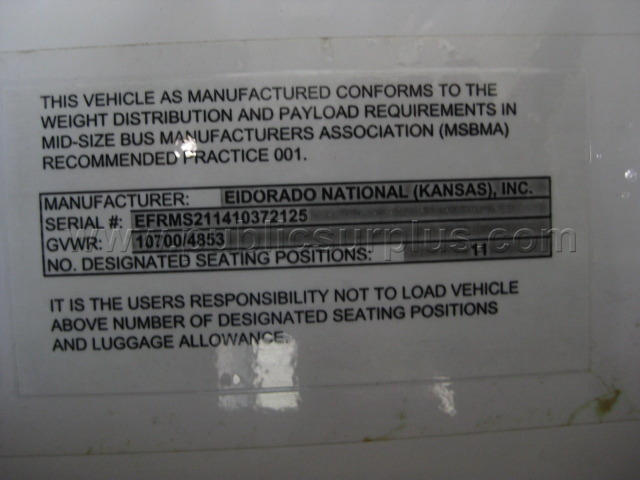 THIS VEHICLE AS MANUFACTURED CONFORMS TO THE
WEIGHT DISTRIBUTION AND PAYLOAD REQUIREMENTS IN
MID-SIZE BUS MANUFACTURERS ASSOCIATION (MSBMA)
RECOMMENDED PRACTICE 001.
MANUFACTURER: ElDORADO NATIONAL (KANSAS), INC.
SERIAL #: EFRMS211410372125
GVWR: 10700/4853
www.publicsurplus.com
NO. DESIGNATED SEATING POSITIONS: 11
IT IS THE USERS RESPONSIBILITY NOT TO LOAD VEHICLE
ABOVE NUMBER OF DESIGNATED SEATING POSITIONS
AND LUGGAGE ALLOWANCE.